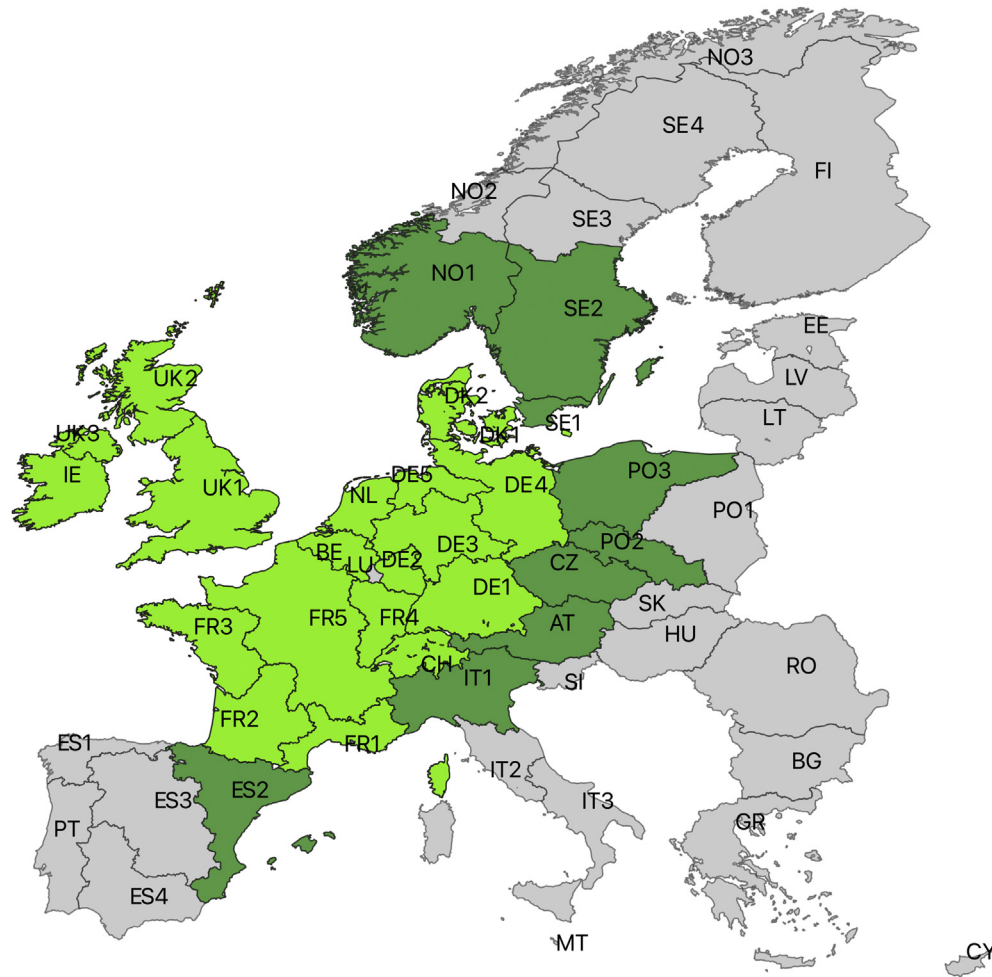 NO3
SE4
FI
NO2
SE3
NO1
SE2
EE
LV
UK2
DK2
LT
SE1
UK3
DK1
IE
PO3
DE5
DE4
UK1
NL
PO1
PO2
DE3
BE
DE2
LU
CZ
DE1
SK
FR5
FR4
FR3
AT
HU
CH
RO
IT1
SI
FR2
ES1
FR1
BG
IT2
ES2
ES3
IT3
GR
PT
ES4
MT
CY